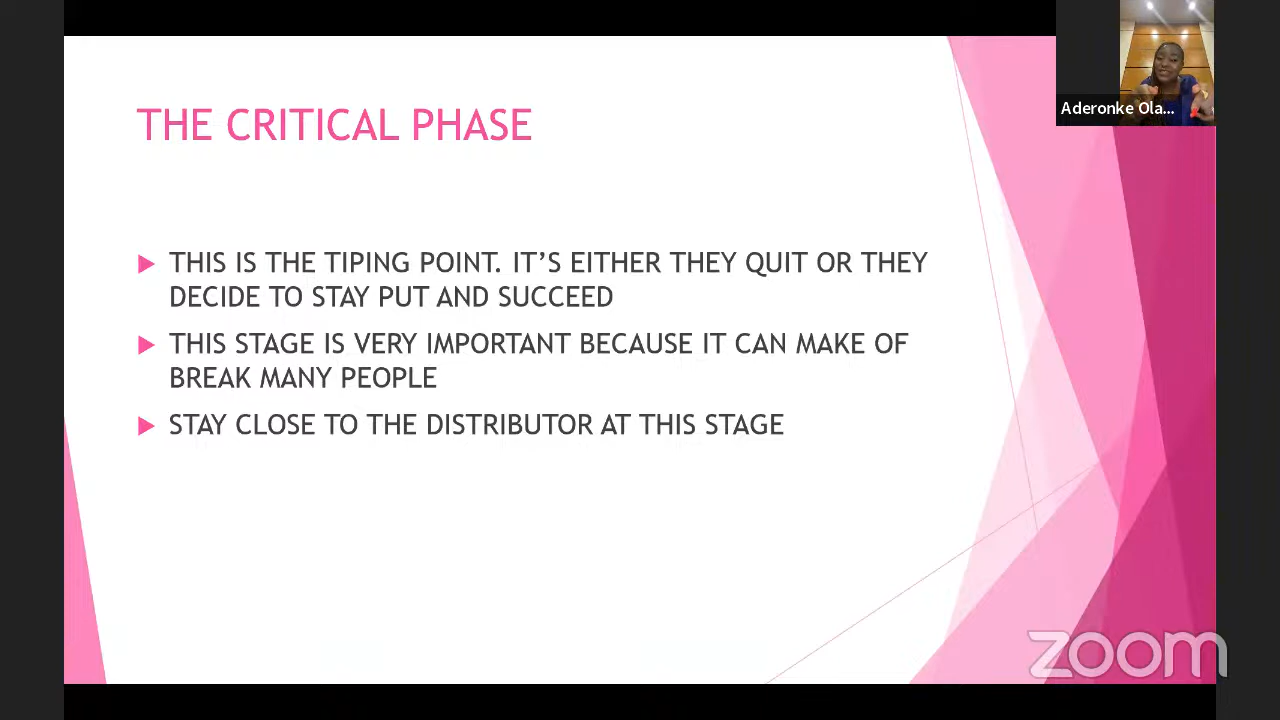 Aderonke Ola...
THE CRITICAL PHASE
THIS IS THE TIPING POINT. IT’S EITHER THEY QUIT OR THEY
DECIDE TO STAY PUT AND SUCCEED
THIS STAGE IS VERY IMPORTANT BECAUSE IT CAN MAKE OF
BREAK MANY PEOPLE
STAY CLOSE TO THE DISTRIBUTOR AT THIS STAGE
zoom